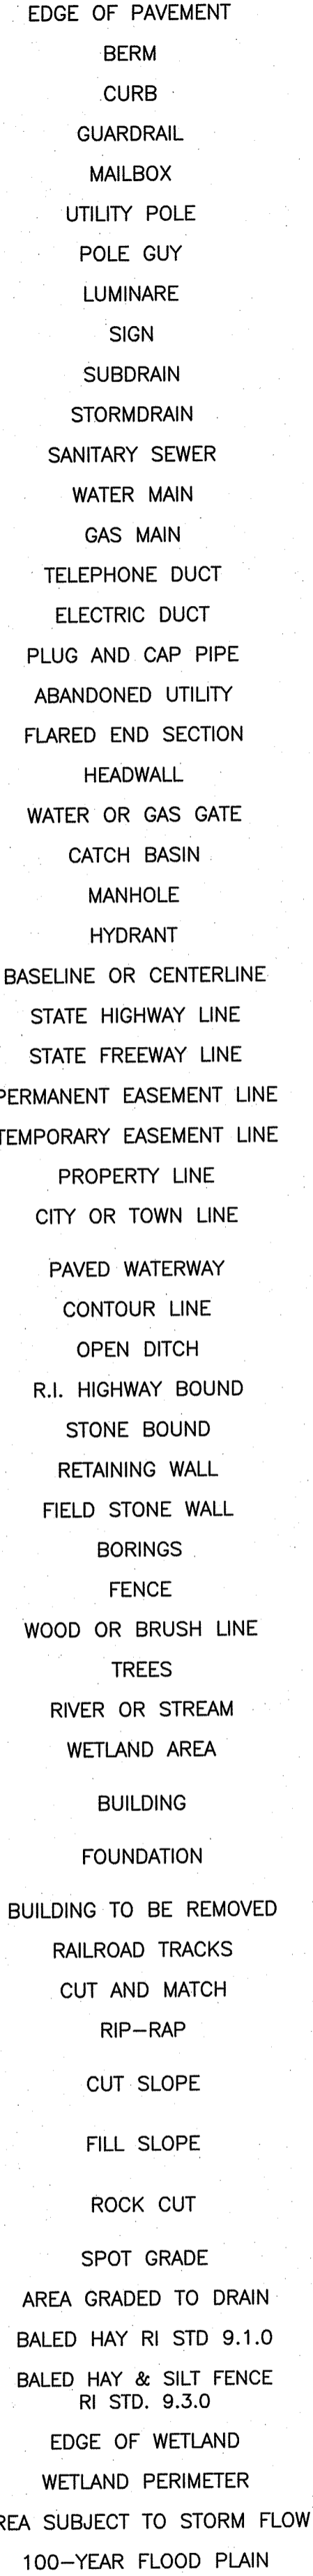 EDGE OF PAVEMENT
BERM
CURB
GUARDRAIL
MAILBOX
UTILITY POLE
POLE GUY
LUMINARE
SIGN
SUBDRAIN
STORMDRAIN
SANITARY SEWER
WATER MAIN
GAS MAIN
TELEPHONE DUCT
ELECTRIC DUCT
PLUG AND CAP PIPE
ABANDONED UTILITY
FLARED END SECTION
HEADWALL
WATER OR GAS GATE
CATCH BASIN
MANHOLE
HYDRANT
BASELINE OR CENTERLINE
STATE HIGHWAY LINE
STATE FREEWAY LINE
PERMANENT EASEMENT LINE
TEMPORARY EASEMENT LINE
PROPERTY LINE
CITY OR TOWN LINE
PAVED WATERWAY
CONTOUR LINE
OPEN DITCH
R.I. HIGHWAY BOUND
STONE BOUND
RETAINING WALL
FIELD STONE WALL
BORINGS
FENCE
WOOD OR BRUSH LINE
TREES
RIVER OR STREAM
WETLAND AREA
BUILDING
FOUNDATION
BUILDING TO BE REMOVED
RAILROAD TRACKS
CUT AND MATCH
RIP-RAP
CUT SLOPE
FILL SLOPE
ROCK CUT
SPOT GRADE
AREA GRADED TO DRAIN
BALED HAY RI STD 9.1.0
BALED HAY & SILT FENCE
RI STD. 9.3.0
EDGE OF WETLAND
WETLAND PERIMETER
REA SUBJECT TO STORM FLOW
100-YEAR FLOOD PLAIN